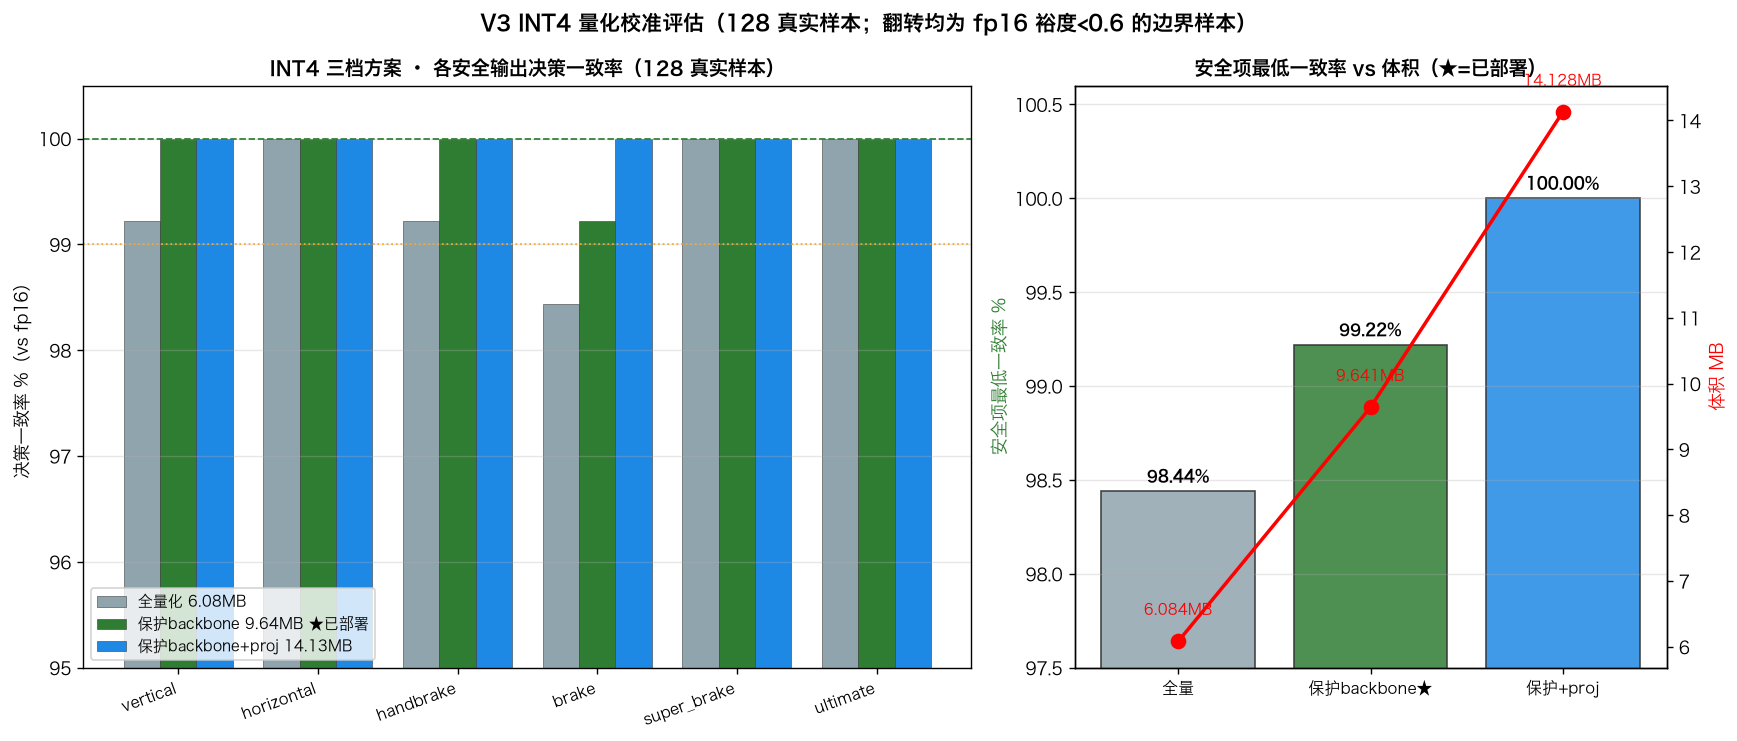 V3 INT4 量化校准评估（128 真实样本；翻转均为 fp16 裕度<0.6 的边界样本）
INT4 三档方案 · 各安全输出决策一致率（128 真实样本）
决策一致率 %（vs fp16）
100
99
98
97
96
95
全量化 6.08MB
保护backbone 9.64MB ★已部署
保护backbone+proj 14.13MB
vertical
horizontal
handbrake
brake
super_brake
ultimate
安全项最低一致率 vs 体积（★=已部署）
安全项最低一致率 %
100.5
100.0
99.5
99.0
98.5
98.0
97.5
14.128MB
100.00%
99.22%
9.641MB
98.44%
6.084MB
全量
保护backbone★
保护+proj
14
13
12
11
10
9
8
7
6
体积 MB